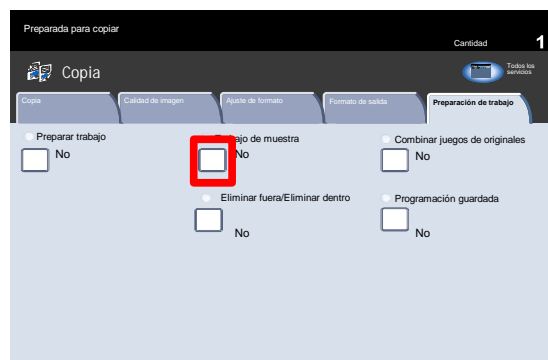 Preparada para copiar
Cantidad 1
Copia
Todos los
servicios
Copia
Calidad de imagen
Ajuste de formato
Formato de salida
Preparación de trabajo
Preparar trabajo
No
Trabajo de muestra
No
Combinar juegos de originales
No
Eliminar fuera/Eliminar dentro
No
Programación guardada
No